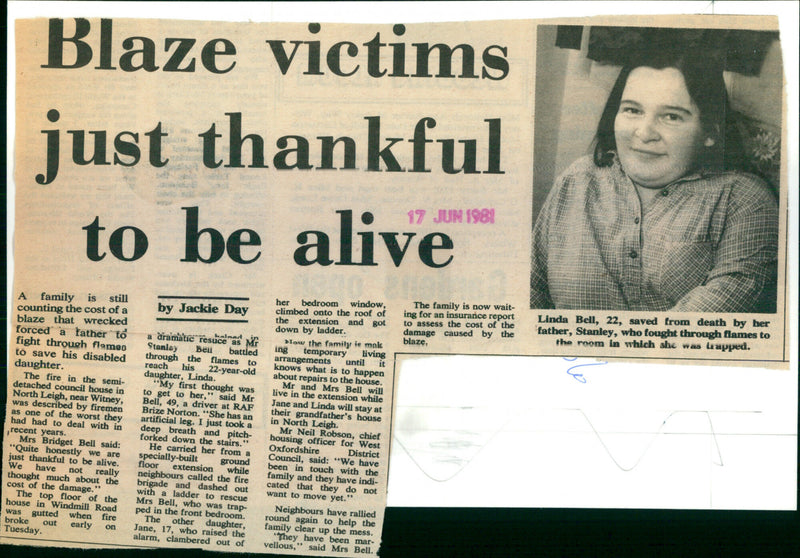 Blaze victims
just thankful
to be alive
17 JUN 1981
A family is still
counting the cost of a
blaze that wrecked
forced a father to
fight through flames
to save his disabled
daughter.
The fire in the semi-
detached council house in
North Leigh, near Witney,
was described by firemen
as one of the worst they
had had to deal with in
recent years.
Mrs Bridget Bell said:
"Quite honestly we are
just thankful to be alive.
We have not really
thought much about the
cost of the damage."
The top floor of the
house in Windmill Road
was gutted when fire
broke out early on
Tuesday.
by Jackie Day
Neighbours helped in
a dramatic resuce as Mr
Stanley Bell battled
through the flames to
reach his 22-year-old
daughter, Linda.
"My first thought was
to get to her," said Mr
Bell, 49, a driver at RAF
Brize Norton. "She has an
artificial leg. I just took a
deep breath and pitch-
forked down the stairs."
He carried her from a
specially-built ground
floor extension while
neighbours called the fire
brigade and dashed out
with a ladder to rescue
Mrs Bell, who was trap-
ped in the front bedroom.
The other daughter,
Jane, 17, who raised the
alarm, clambered out of
her bedroom window,
climbed onto the roof of
the extension and got
down by ladder.
Now the family is mak
ing temporary living
arrangements until it
knows what is to happen
about repairs to the house.
Mr and Mrs Bell will
live in the extension while
Jane and Linda will stay at
their grandfather's house
in North Leigh.
Mr Neil Robson, chief
housing officer for West
Oxfordshire District
Council, said: "We have
been in touch with the
family and they have indi-
cated that they do not
want to move yet."
Neighbours have rallied
round again to help the
family clear up the mess.
"They have been mar-
vellous," said Mrs Bell.
The family is now wait-
ing for an insurance report
to assess the cost of the
damage caused by the
blaze.
Linda Bell, 22, saved from death by her
father, Stanley, who fought through flames to
the room in which she was trapped.